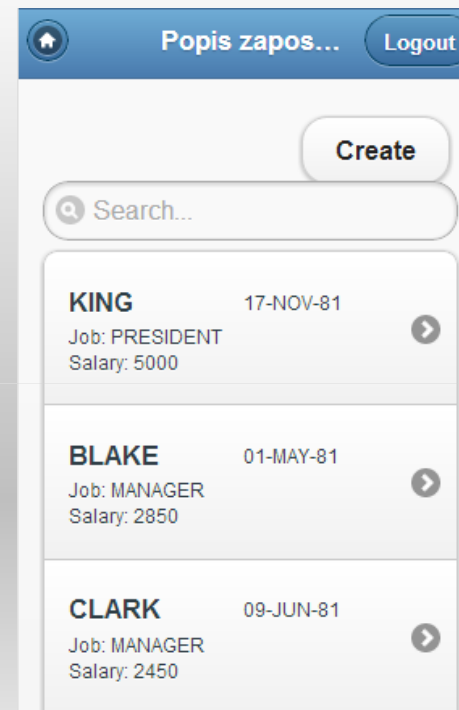 Popis zapos... Logout
Create
Search...
KING 17-NOV-81
Job: PRESIDENT
Salary: 5000
BLAKE 01-MAY-81
Job: MANAGER
Salary: 2850
CLARK 09-JUN-81
Job: MANAGER
Salary: 2450